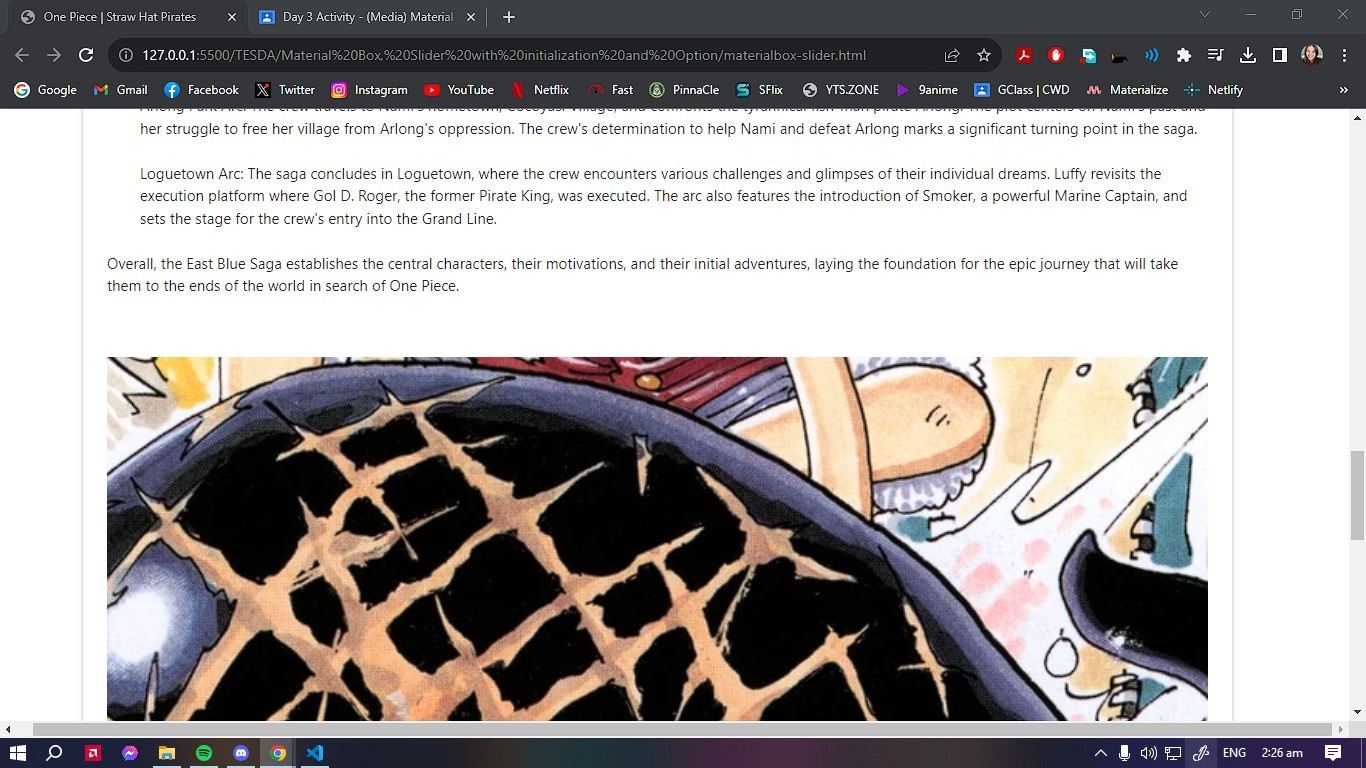 One Piece | Straw Hat Pirates
Day 3 Activity - (Media) Material
127.0.0.1:5500/TESDA/Material%20Box,%20Slider%20with%20initialization%20and%20Option/materialbox-slider.html
Google Gmail Facebook Twitter Instagram YouTube Netflix Fast PinnaCle SFlix YTS.ZONE 9anime GClass | CWD Materialize Netlify »
her struggle to free her village from Arlong's oppression. The crew's determination to help Nami and defeat Arlong marks a significant turning point in the saga.
Loguetown Arc: The saga concludes in Loguetown, where the crew encounters various challenges and glimpses of their individual dreams. Luffy revisits the
execution platform where Gol D. Roger, the former Pirate King, was executed. The arc also features the introduction of Smoker, a powerful Marine Captain, and
sets the stage for the crew's entry into the Grand Line.
Overall, the East Blue Saga establishes the central characters, their motivations, and their initial adventures, laying the foundation for the epic journey that will take
them to the ends of the world in search of One Piece.
ENG 2:26 am